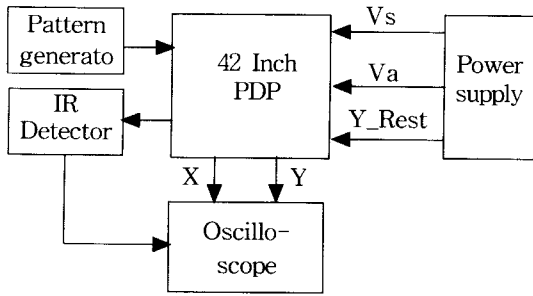 Pattern
generato
IR
Detector
42 Inch
PDP
Vs
Va
Y_Rest
Power
supply
X
Y
Oscillo-
scope